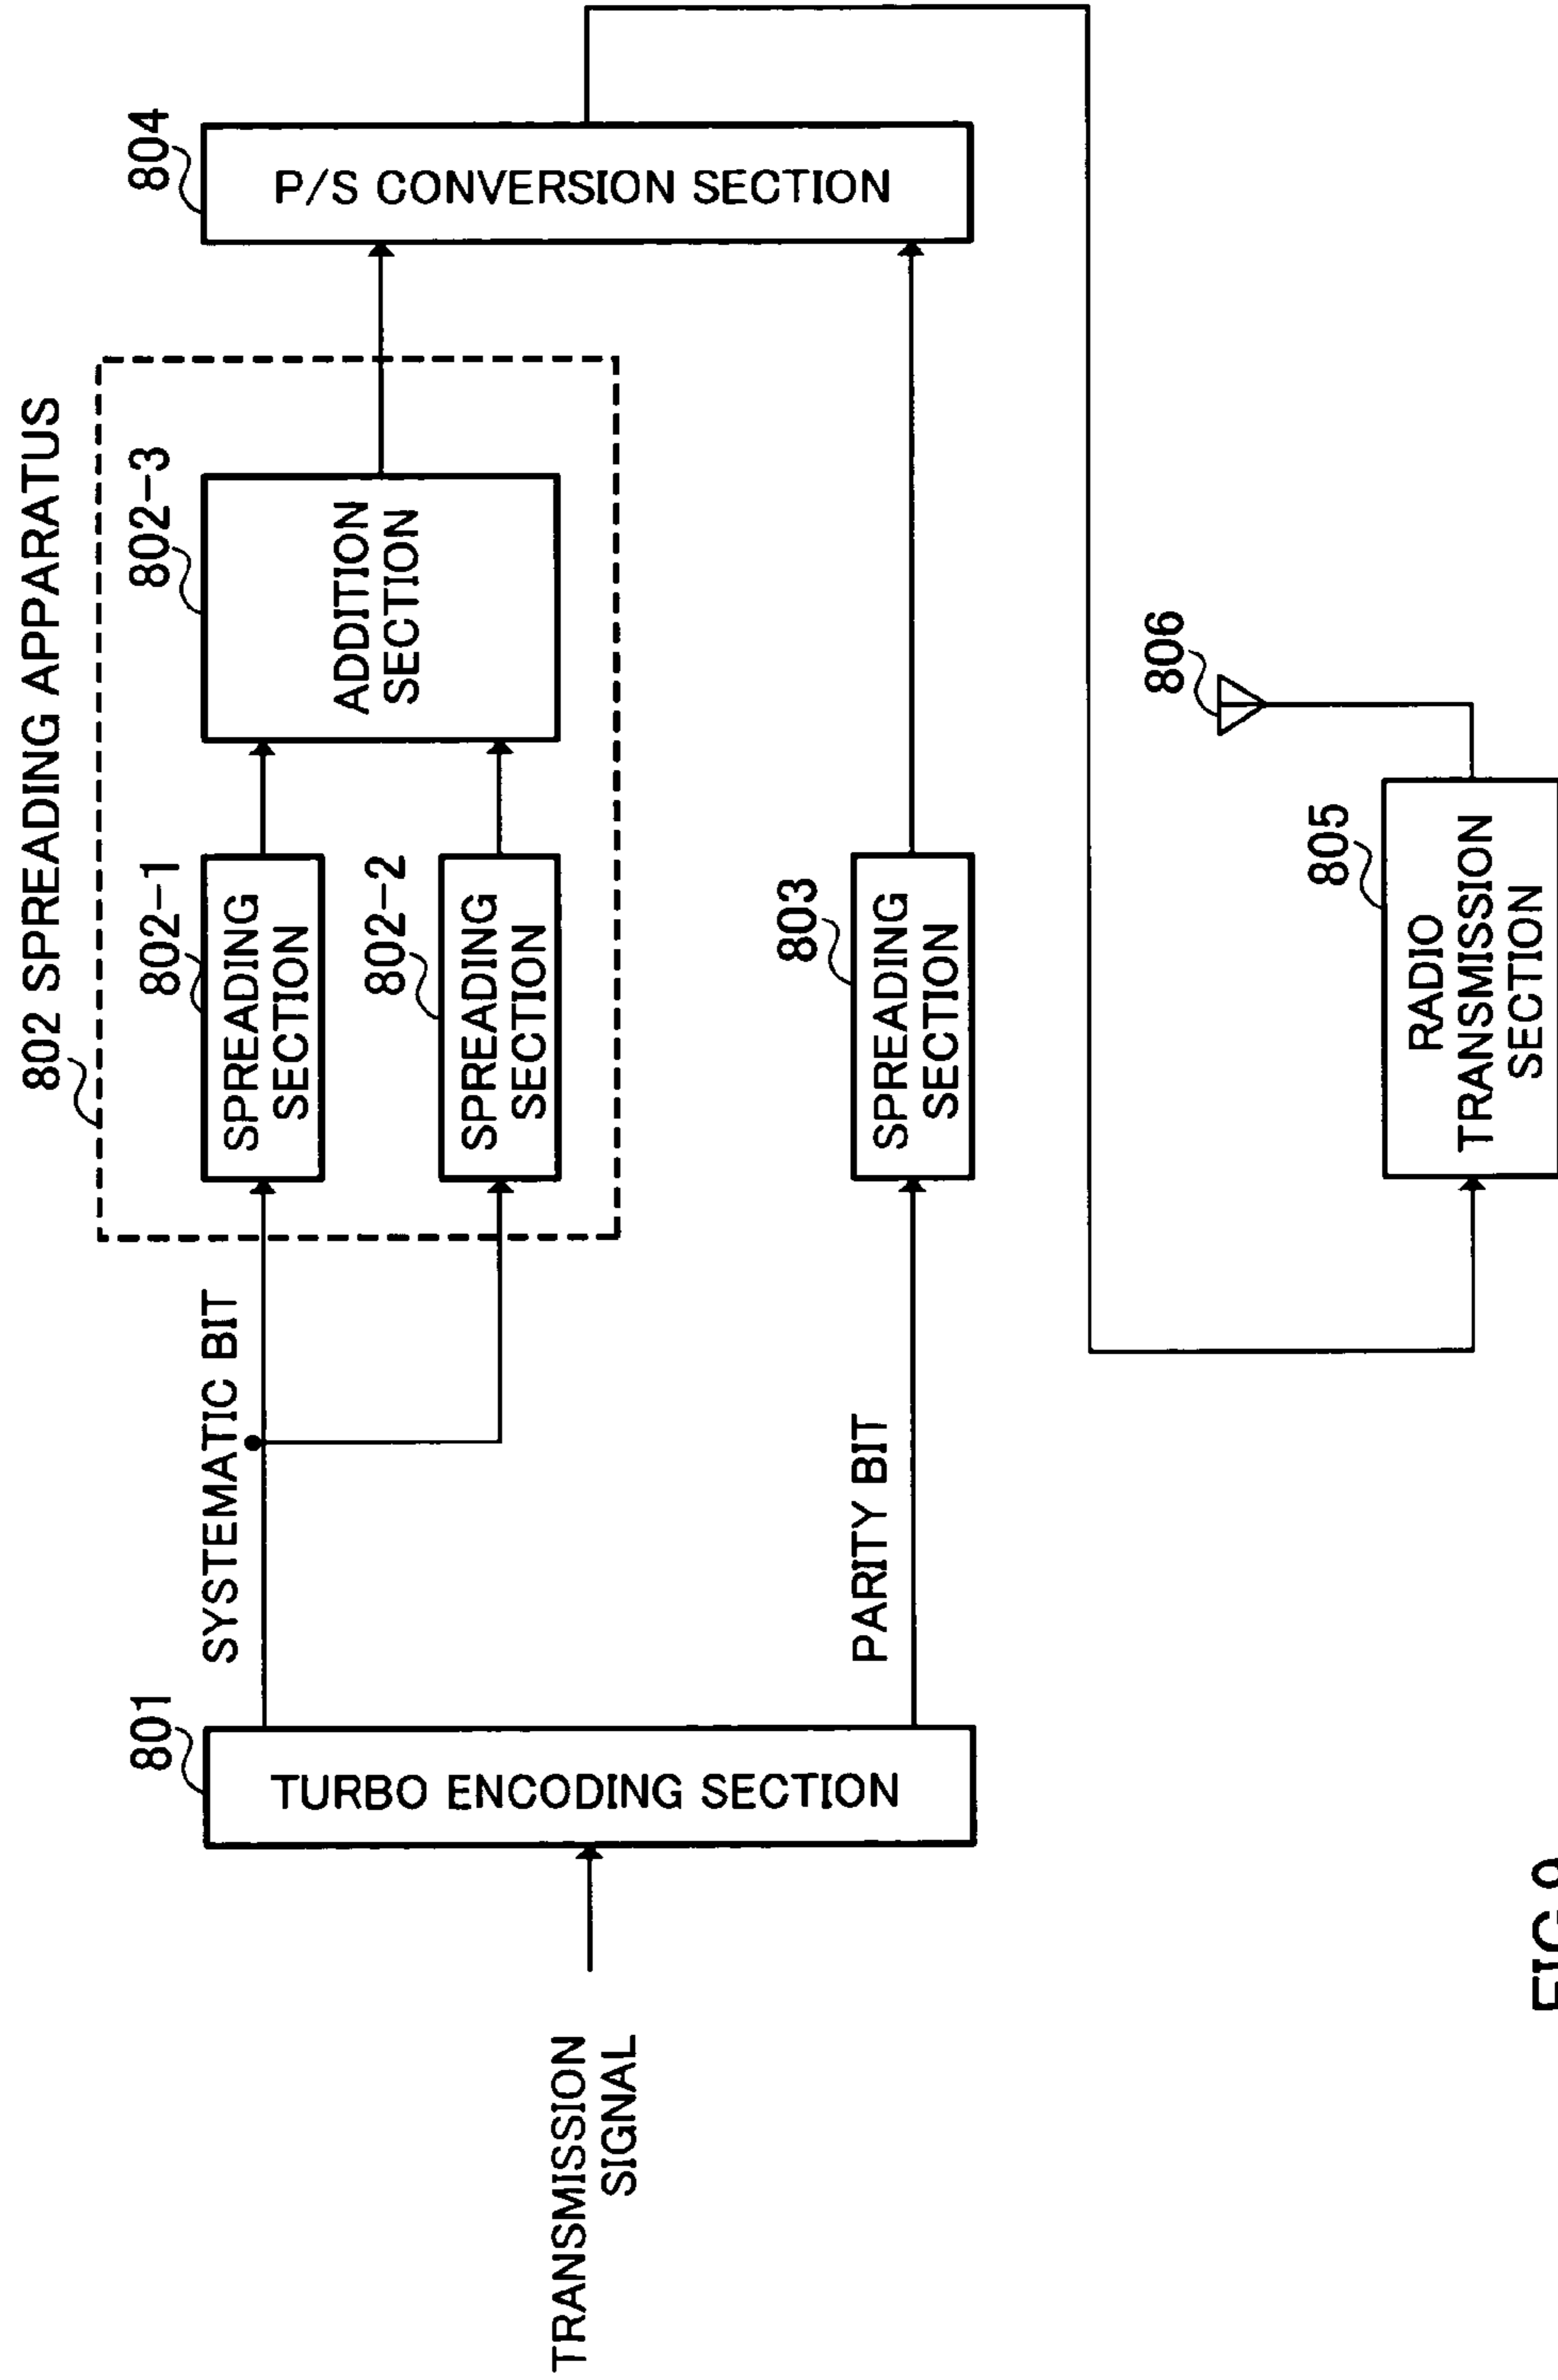 802 SPREADING APPARATUS
801
TURBO ENCODING SECTION
TRANSMISSION
SIGNAL
SYSTEMATIC BIT
PARITY BIT
802-1
SPREADING
SECTION
802-2
SPREADING
SECTION
802-3
ADDITION
SECTION
803
SPREADING
SECTION
804
P/S CONVERSION SECTION
805
RADIO
TRANSMISSION
SECTION
806